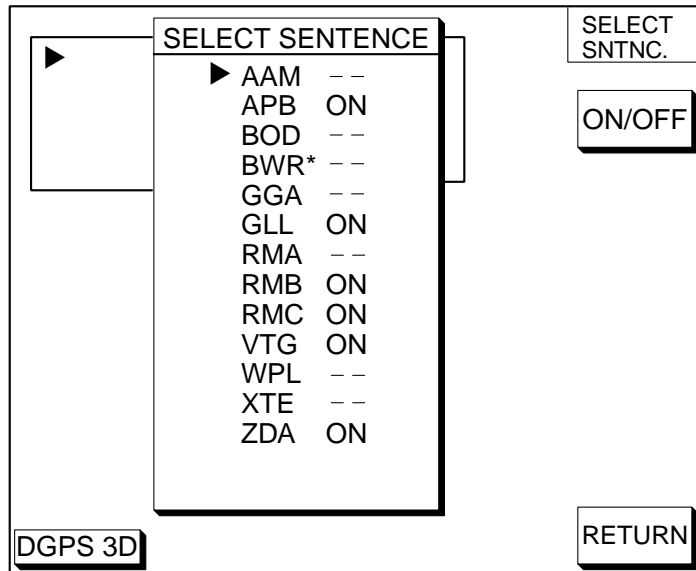 SELECT SENTENCE
AAM – –
APB ON
BOD – –
BWR* – –
GGA – –
GLL ON
RMA – –
RMB ON
RMC ON
VTG ON
WPL – –
XTE – –
ZDA ON
SELECT
SNTNC.
ON/OFF
RETURN
DGPS 3D